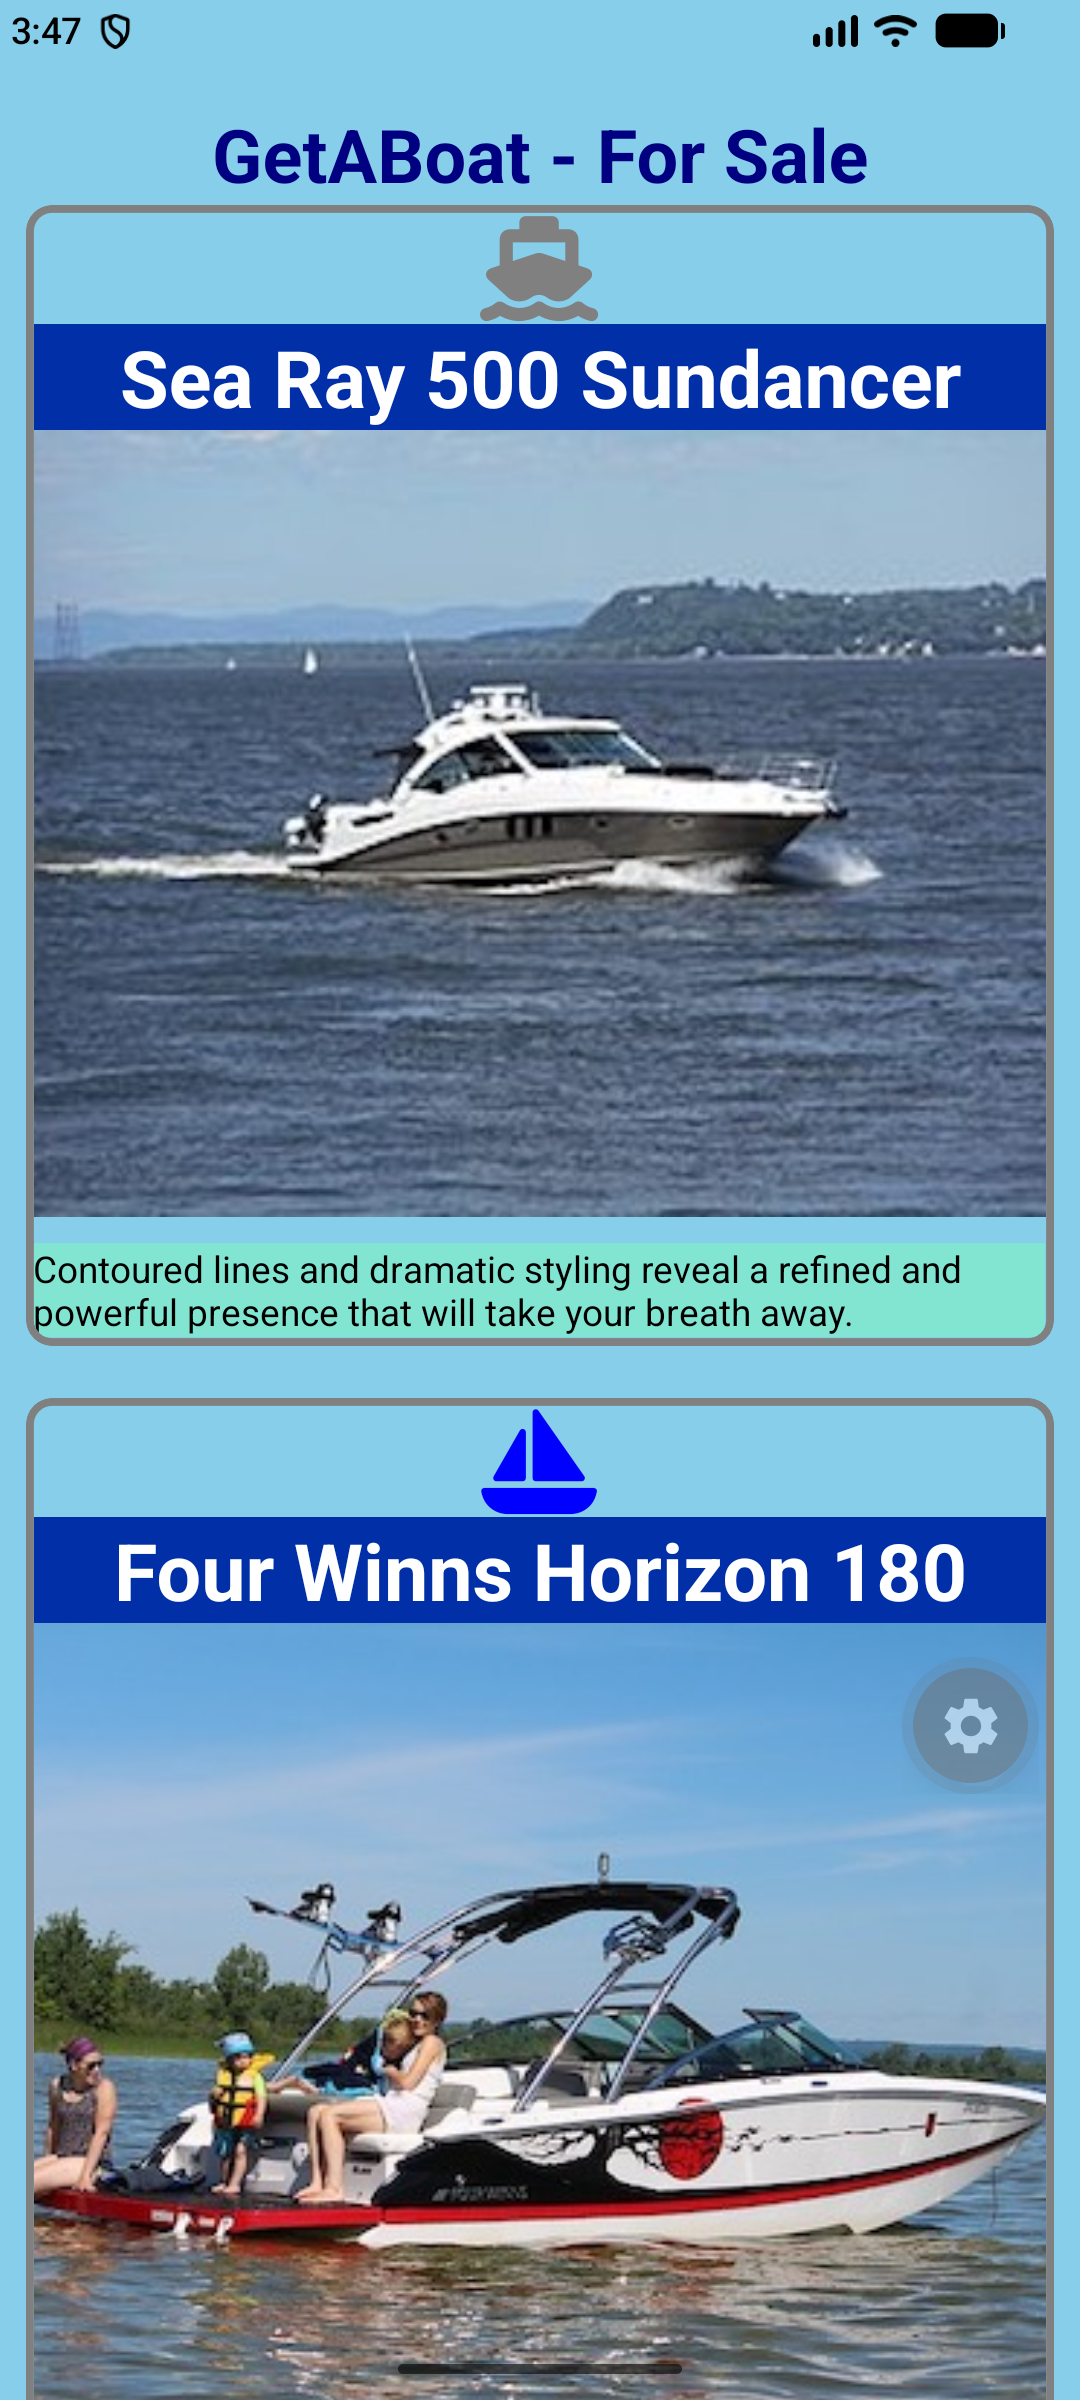 3:47
GetABoat - For Sale
Sea Ray 500 Sundancer
Contoured lines and dramatic styling reveal a refined and
powerful presence that will take your breath away.
Four Winns Horizon 180